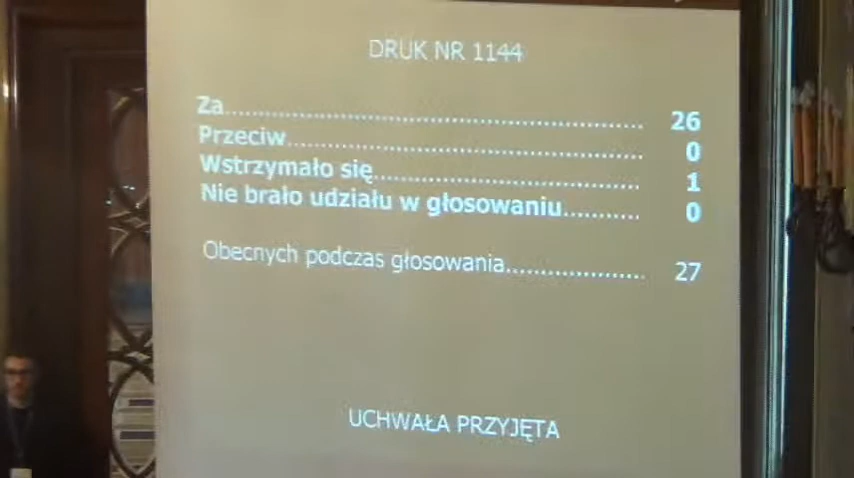 DRUK NR 1144
Za.......................................................... 26
Przeciw.................................................. 0
Wstrzymało się..................................... 1
Nie brało udziału w głosowaniu........... 0
Obecnych podczas głosowania.................. 27
UCHWAŁA PRZYJĘTA